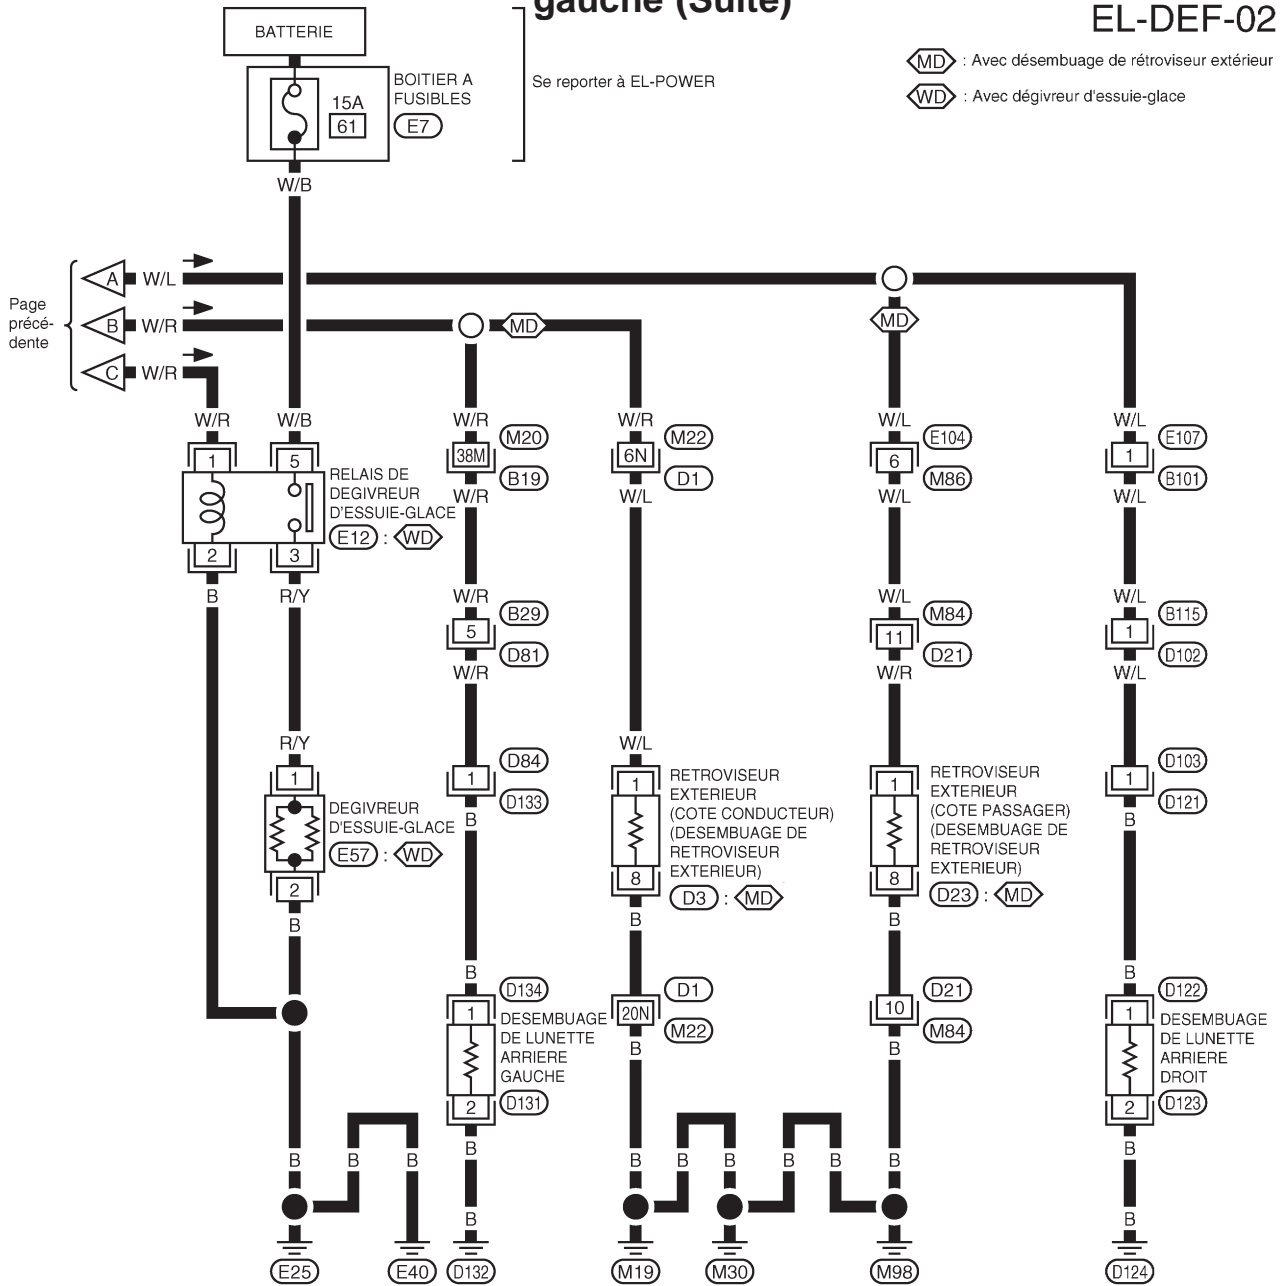 gauche (Suite)
EL-DEF-02
BATTERIE
BOITIER A
FUSIBLES
15A
61
E7
Se reporter à EL-POWER
MD : Avec désembuage de rétroviseur extérieur
WD : Avec dégivreur d'essuie-glace
W/B
Page
précé-
dente
A W/L
B W/R
MD
MD
C W/R
W/R W/B W/R W/R W/L W/L
1 5
38M M20
B19
6N M22
D1
6 E104
M86
1 E107
B101
RELAIS DE
DEGIVREUR
D'ESSUIE-GLACE
E12 : WD
W/R W/L W/L W/L
2 3
B R/Y W/R W/L W/L
5 B29
D81
11 M84
D21
1 B115
D102
W/R W/R W/L
R/Y W/L
1
DEGIVREUR
D'ESSUIE-GLACE
E57 : WD
2
B
1 D84
D133
B
1
RETROVISEUR
EXTERIEUR
(COTE CONDUCTEUR)
(DESEMBUAGE DE
RETROVISEUR
EXTERIEUR)
8
D3 : MD
B
1
RETROVISEUR
EXTERIEUR
(COTE PASSAGER)
(DESEMBUAGE DE
RETROVISEUR
EXTERIEUR)
8
D23 : MD
B
1 D103
D121
B
B B
1 D134
DESEMBUAGE
DE LUNETTE
ARRIERE
GAUCHE
2 D131
B
20N D1
M22
B
10 D21
M84
B
1 D122
DESEMBUAGE
DE LUNETTE
ARRIERE
DROIT
2 D123
B
B B B B B B B B B
B B
E25 E40 D132 M19 M30 M98 D124